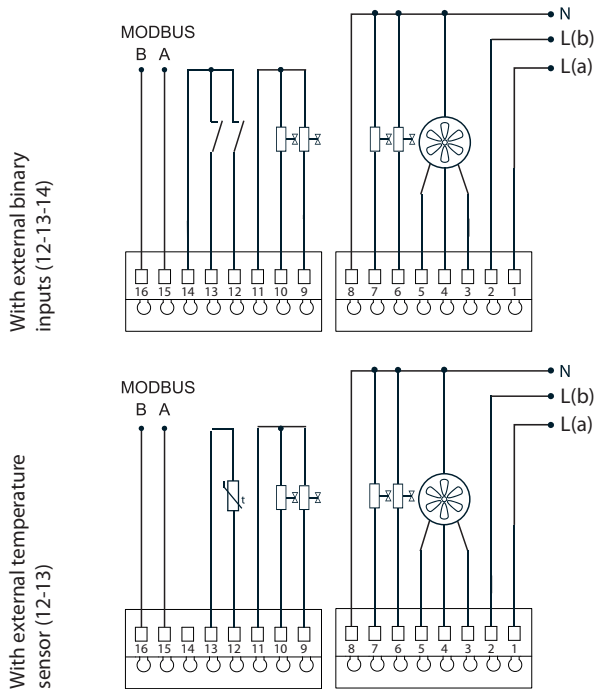 With external binary
inputs (12-13-14)
MODBUS
B A
N
L(b)
L(a)
16 15 14 13 12 11 10 9
8 7 6 5 4 3 2 1
With external temperature
sensor (12-13)
MODBUS
B A
N
L(b)
L(a)
t
16 15 14 13 12 11 10 9
8 7 6 5 4 3 2 1